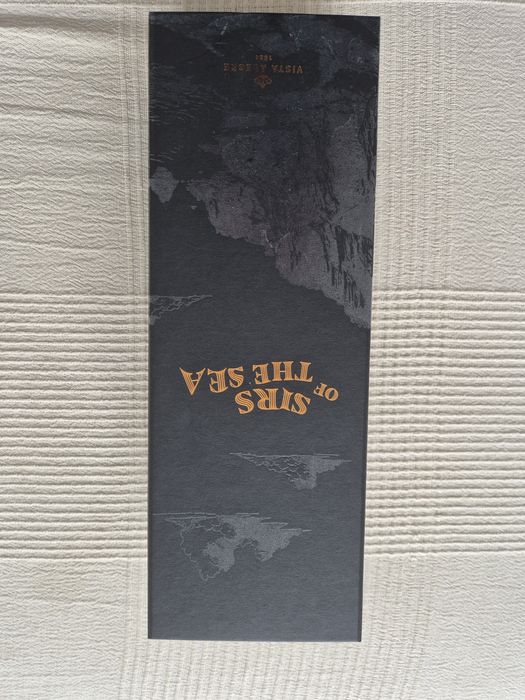 SIRS
OF THE SEA
VISTA ALEGRE
1824